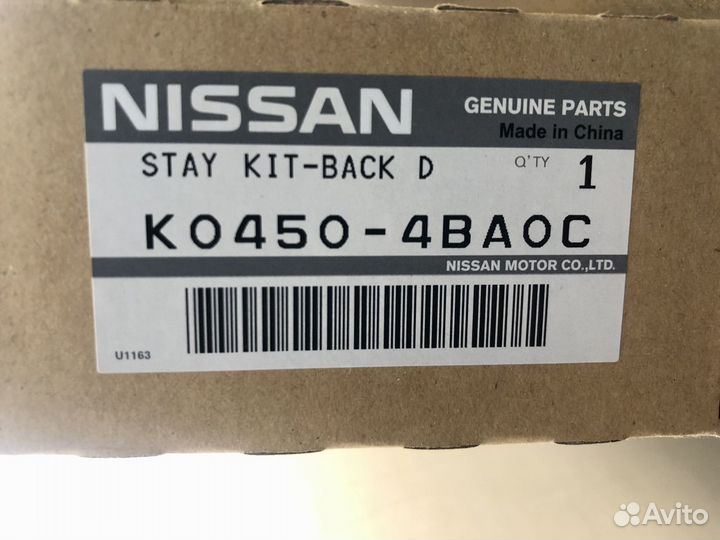 NISSAN
GENUINE PARTS
Made in China
STAY KIT-BACK D
Q'TY 1
K0450-4BA0C
NISSAN MOTOR CO.,LTD.
U1163
Avito